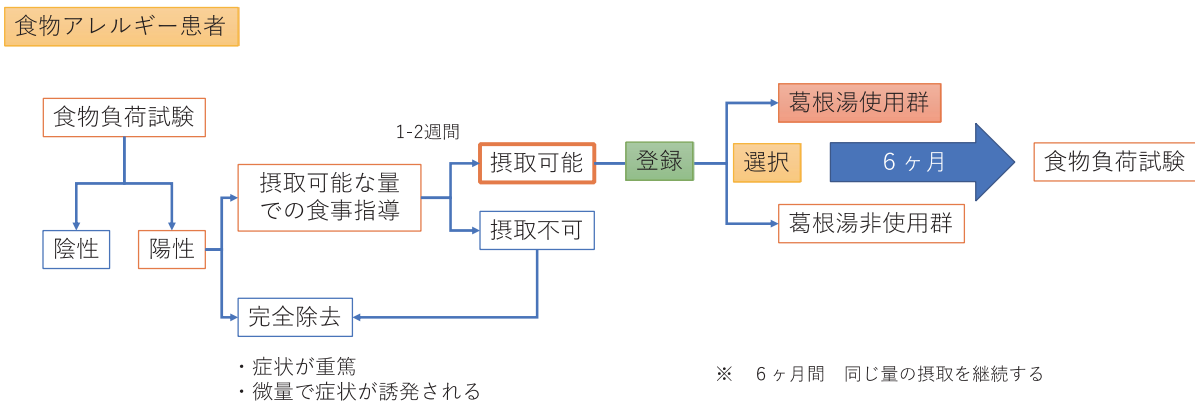 食物アレルギー患者
食物負荷試験
陰性
陽性
摂取可能な量
での食事指導
完全除去
・症状が重篤
・微量で症状が誘発される
1-2週間
摂取可能
摂取不可
登録
選択
葛根湯使用群
葛根湯非使用群
6ヶ月
食物負荷試験
※　6ヶ月間　同じ量の摂取を継続する